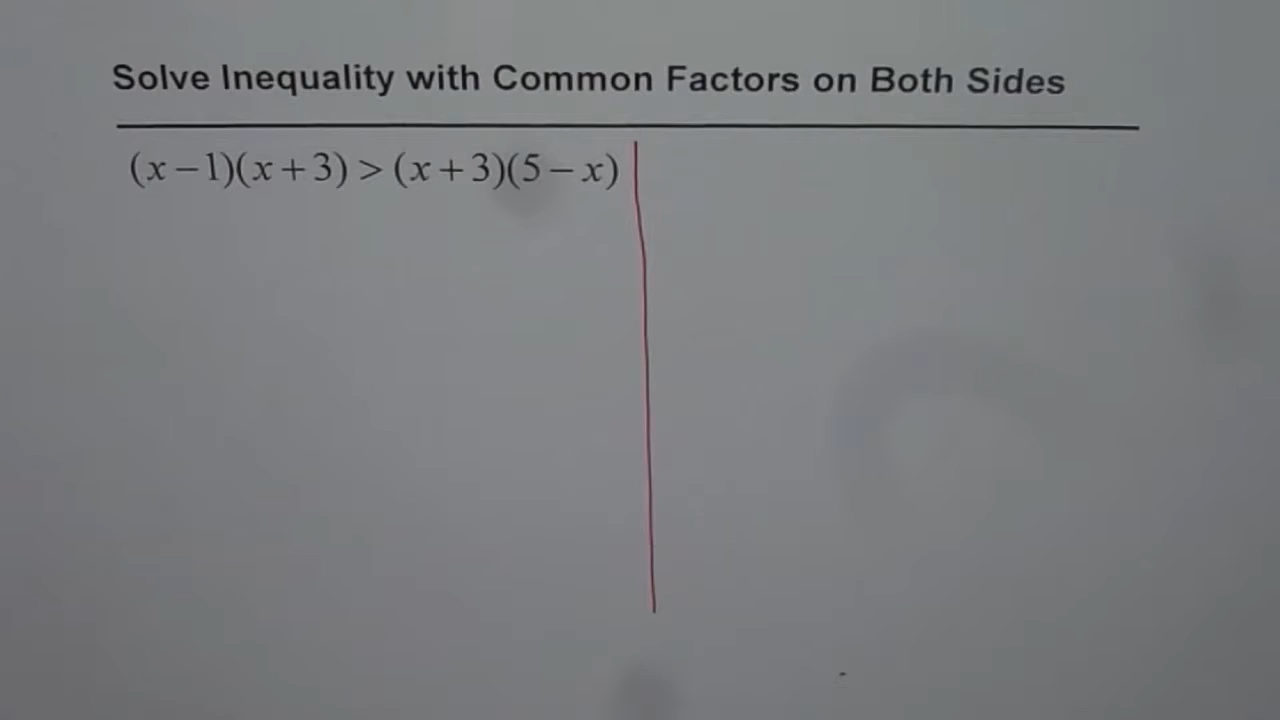 Solve Inequality with Common Factors on Both Sides
(x−1)(x+3) > (x+3)(5−x)